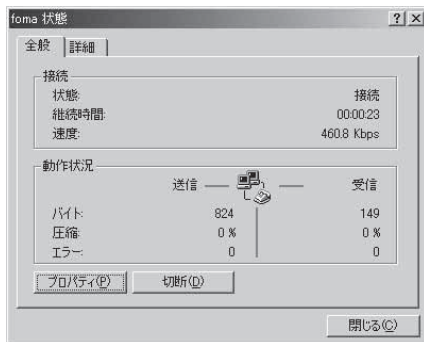 foma 状態
全般 詳細
接続
状態: 接続
継続時間: 00:00:23
速度: 460.8 Kbps
動作状況
送信 受信
バイト: 824 149
圧縮: 0 % 0 %
エラー: 0 0
プロパティ(P) 切断(D)
閉じる(C)